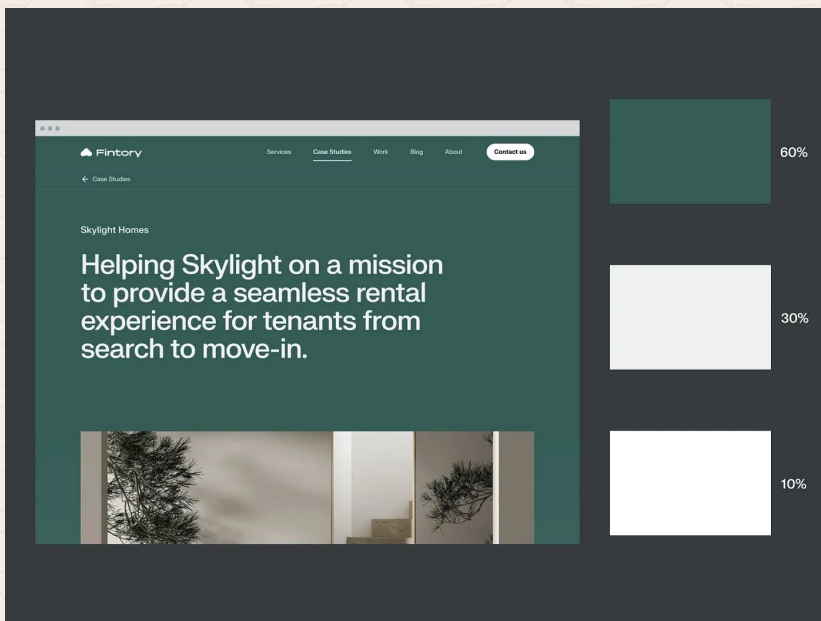 Fintory
Services Case Studies Work Blog About Contact us
← Case Studies
Skylight Homes
Helping Skylight on a mission
to provide a seamless rental
experience for tenants from
search to move-in.
60%
30%
10%